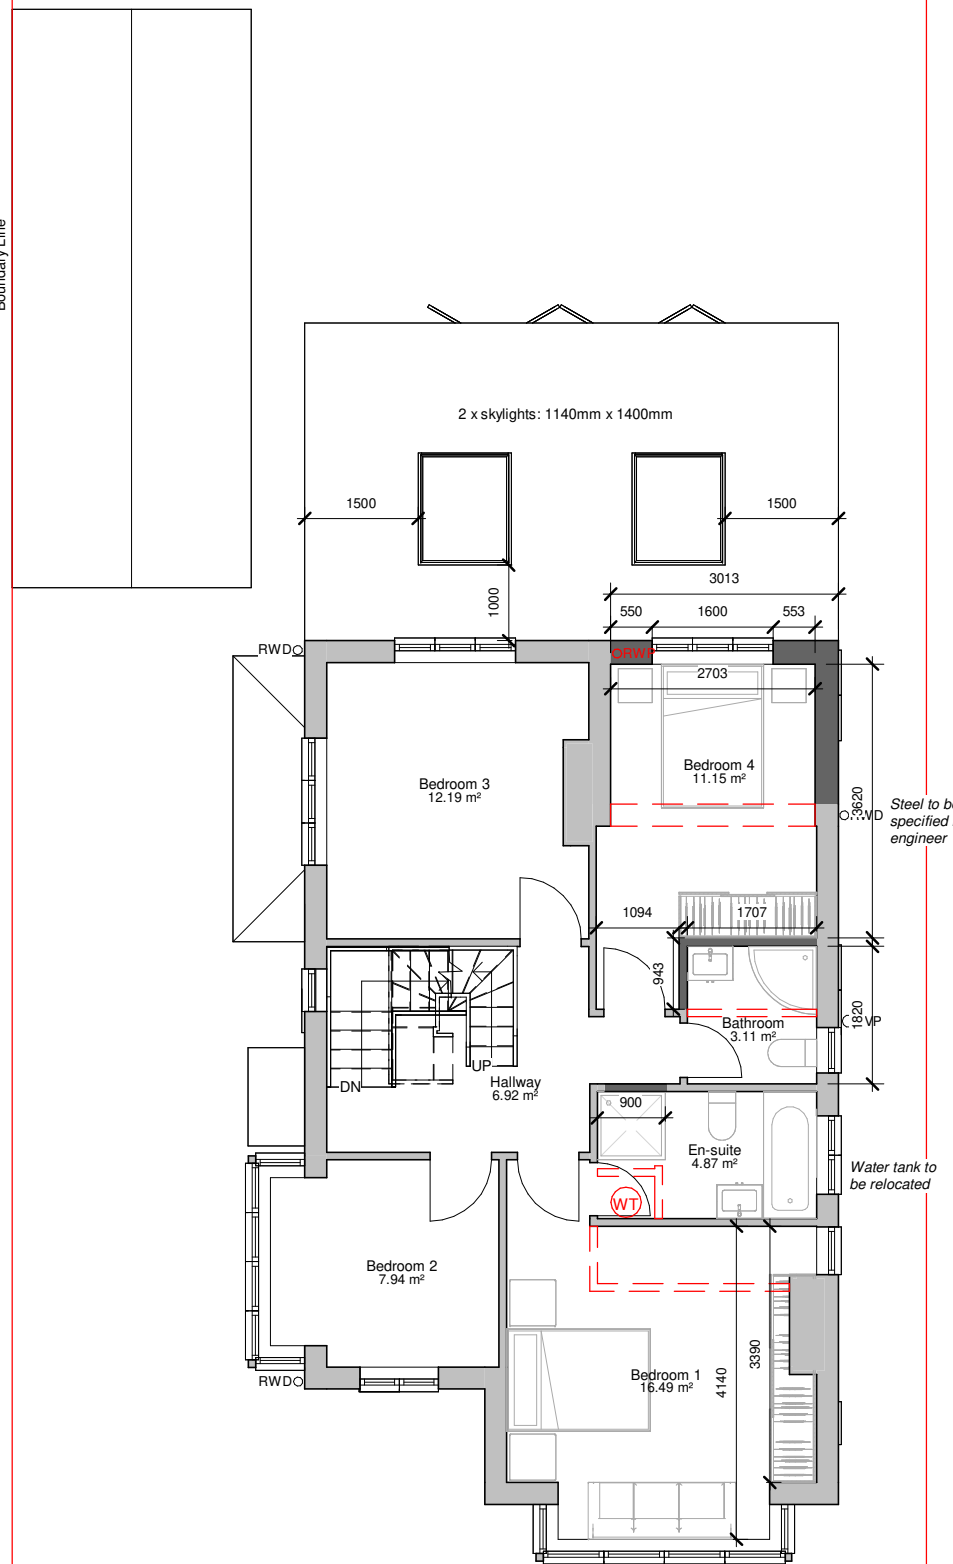 Boundary Line
2 x skylights: 1140mm x 1400mm
1500
1500
3013
1000
550
1600
553
RWD
RWP
2703
Bedroom 4
11.15 m²
Bedroom 3
12.19 m²
3620
Steel to be
specified
engineer
1094
1707
943
1820
Bathroom
3.11 m²
UP
DN
Hallway
6.92 m²
900
En-suite
4.87 m²
Water tank to
be relocated
WT
Bedroom 2
7.94 m²
3390
4140
Bedroom 1
16.49 m²
RWD